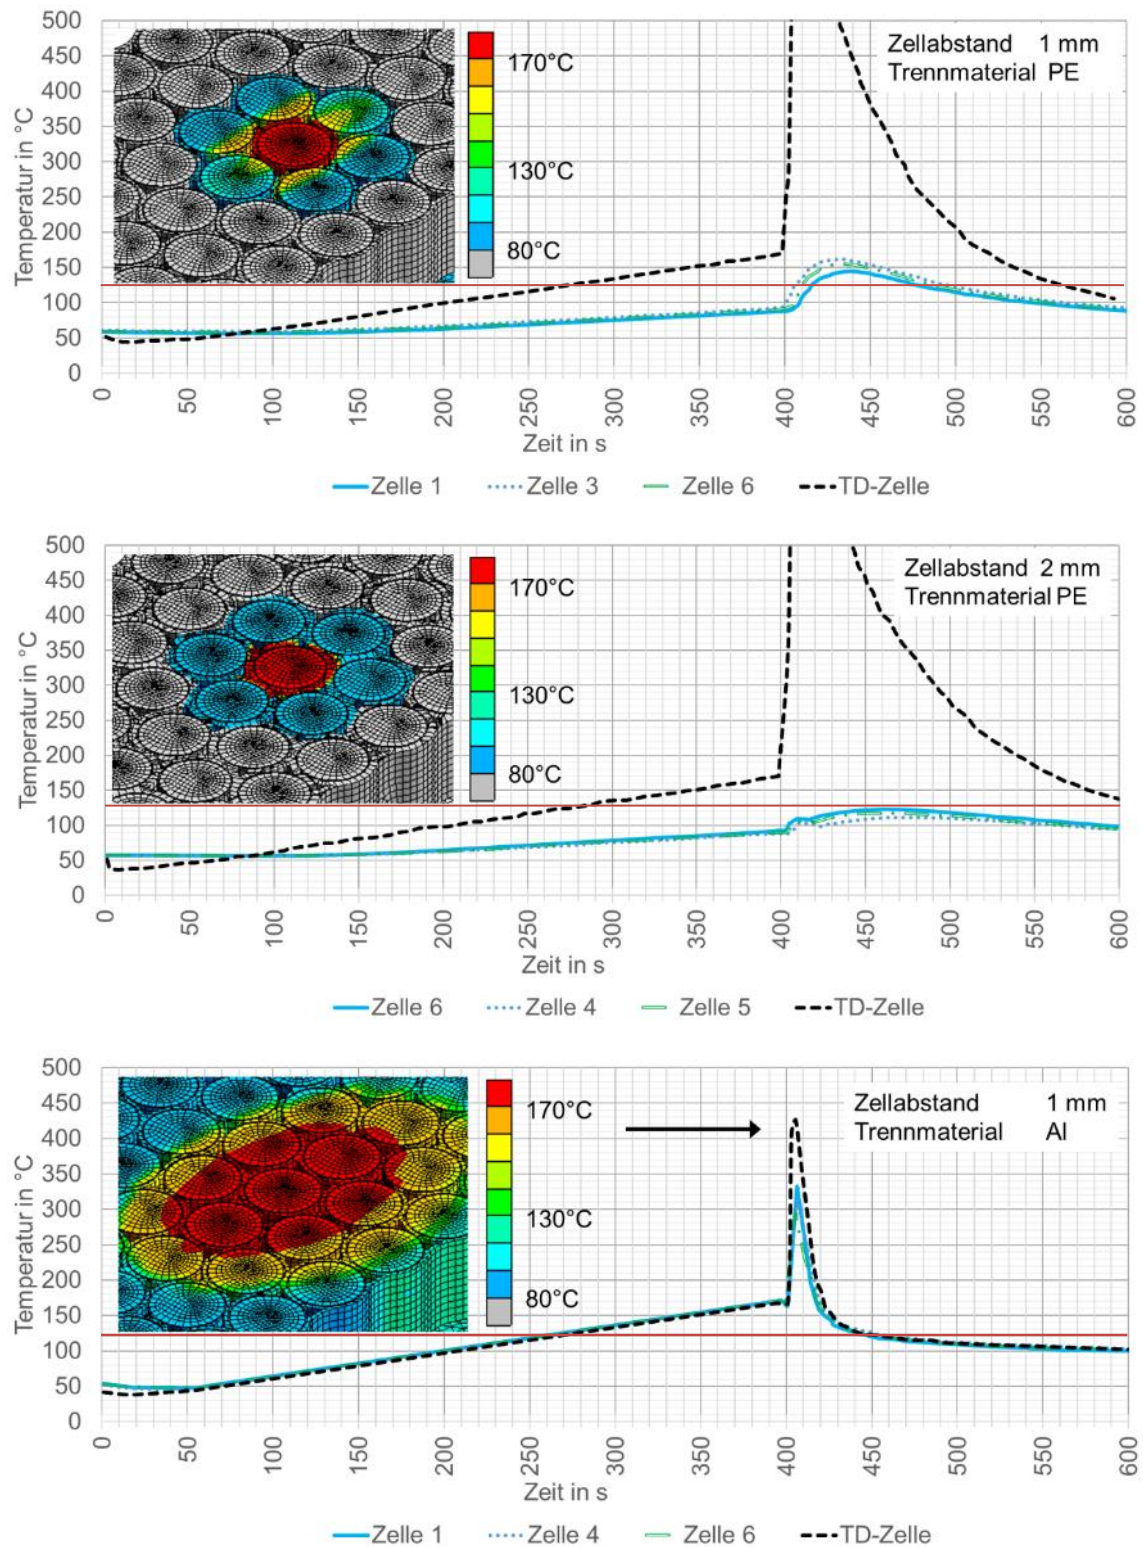 500
450
400
350
300
250
200
150
100
50
0
Temperatur in °C
170°C
130°C
80°C
Zellabstand 1 mm
Trennmaterial PE
0 50 100 150 200 250 300 350 400 450 500 550 600
Zeit in s
Zelle 1 Zelle 3 Zelle 6 TD-Zelle
500
450
400
350
300
250
200
150
100
50
0
Temperatur in °C
170°C
130°C
80°C
Zellabstand 2 mm
Trennmaterial PE
0 50 100 150 200 250 300 350 400 450 500 550 600
Zeit in s
Zelle 6 Zelle 4 Zelle 5 TD-Zelle
500
450
400
350
300
250
200
150
100
50
0
Temperatur in °C
170°C
130°C
80°C
Zellabstand 1 mm
Trennmaterial Al
0 50 100 150 200 250 300 350 400 450 500 550 600
Zeit in s
Zelle 1 Zelle 4 Zelle 6 TD-Zelle